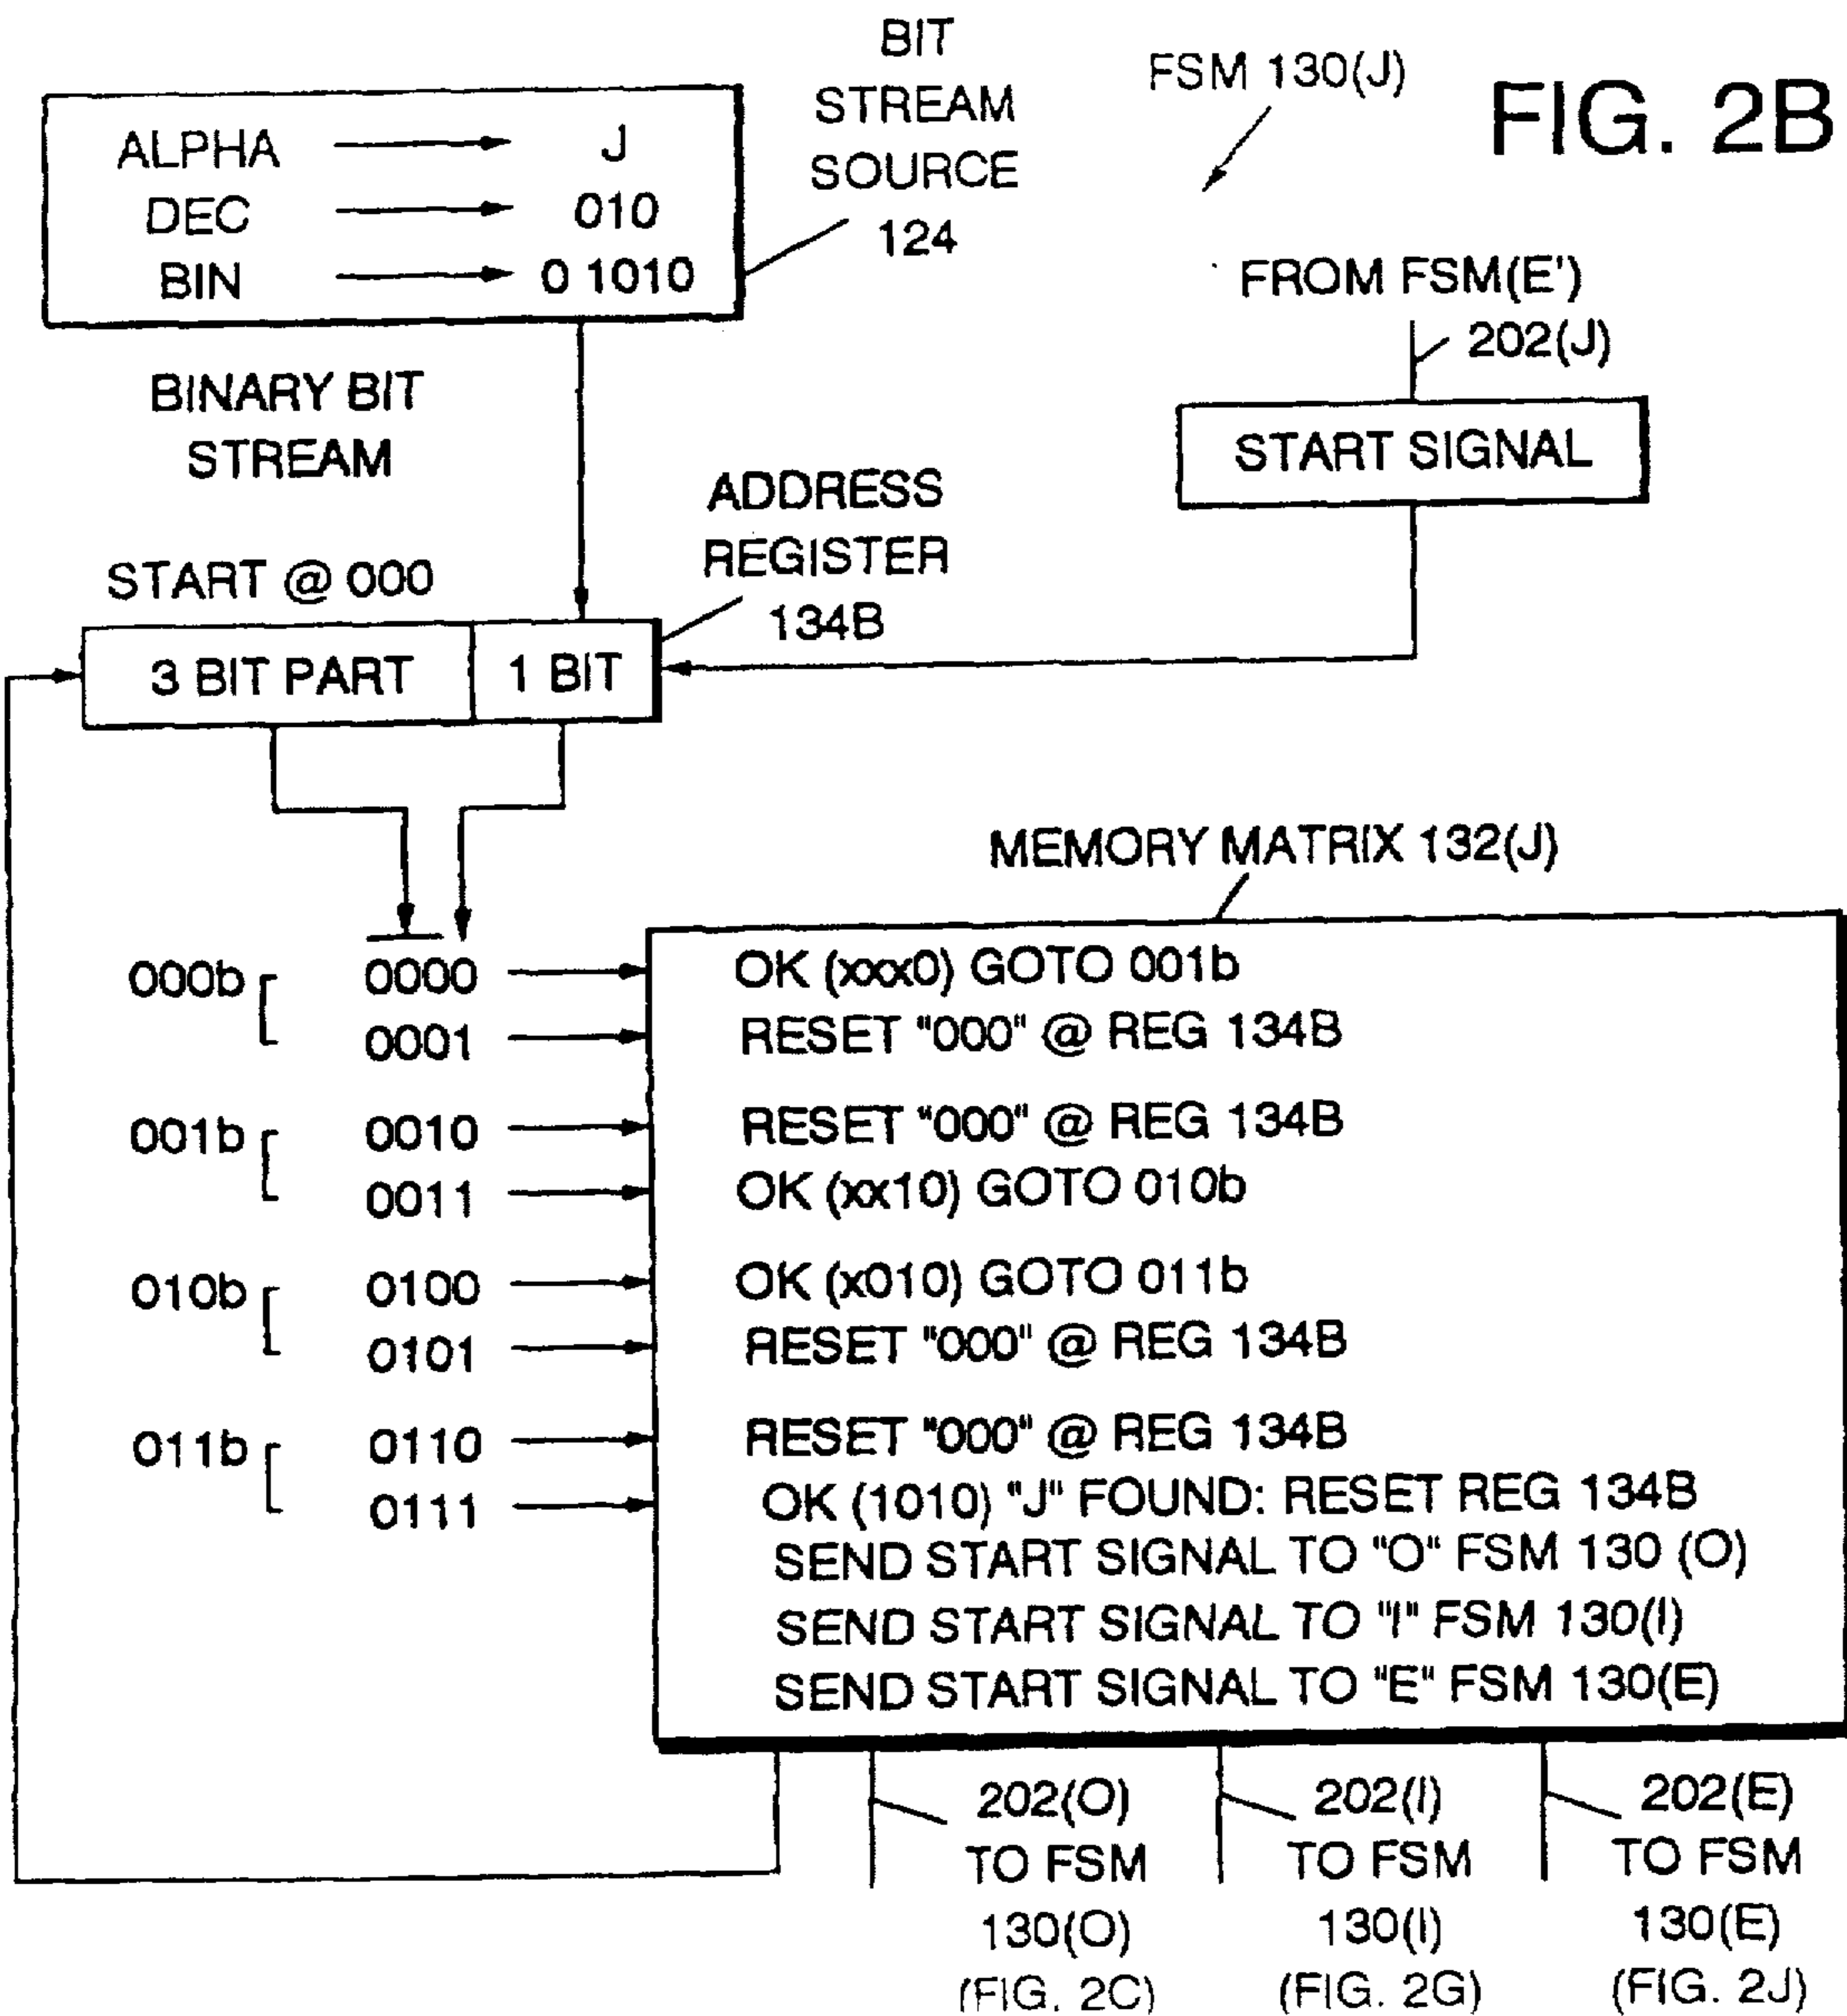 FIG. 2B
FSM 130(J)
BIT
STREAM
SOURCE
124
ALPHA J
DEC 010
BIN 0 1010
FROM FSM(E')
202(J)
START SIGNAL
BINARY BIT
STREAM
ADDRESS
REGISTER
134B
START @ 000
3 BIT PART 1 BIT
MEMORY MATRIX 132(J)
000b 0000 OK (xxx0) GOTO 001b
0001 RESET "000" @ REG 134B
001b 0010 RESET "000" @ REG 134B
0011 OK (xx10) GOTO 010b
010b 0100 OK (x010) GOTO 011b
0101 RESET "000" @ REG 134B
011b 0110 RESET "000" @ REG 134B
0111 OK (1010) "J" FOUND: RESET REG 134B
SEND START SIGNAL TO "O" FSM 130 (O)
SEND START SIGNAL TO "I" FSM 130(I)
SEND START SIGNAL TO "E" FSM 130(E)
202(O)
TO FSM
130(O)
(FIG. 2C)
202(I)
TO FSM
130(I)
(FIG. 2G)
202(E)
TO FSM
130(E)
(FIG. 2J)